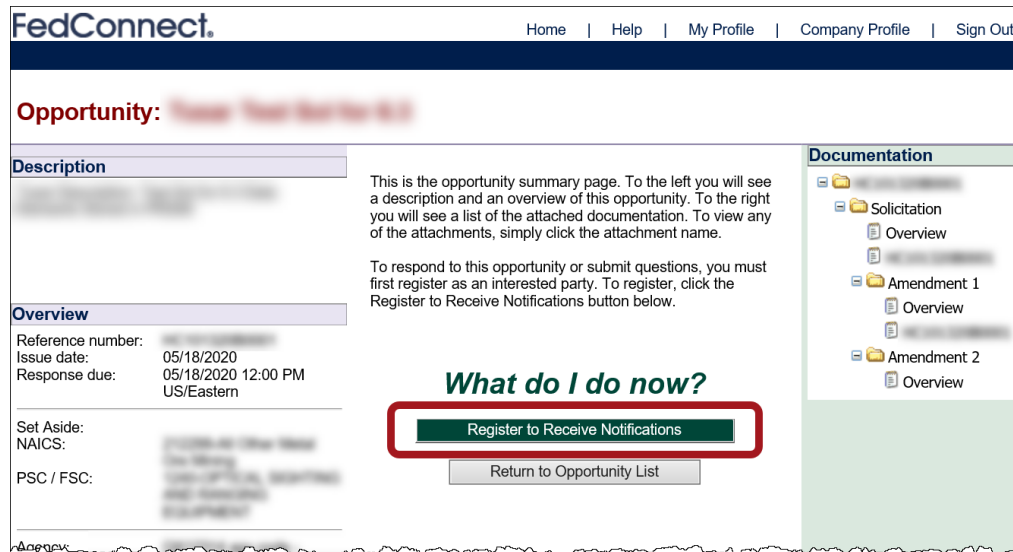 FedConnect.
Home | Help | My Profile | Company Profile | Sign Out
Opportunity:
Description
Overview
Reference number:
Issue date: 05/18/2020
Response due: 05/18/2020 12:00 PM
US/Eastern
Set Aside:
NAICS:
PSC / FSC:
Agency:
This is the opportunity summary page. To the left you will see
a description and an overview of this opportunity. To the right
you will see a list of the attached documentation. To view any
of the attachments, simply click the attachment name.
To respond to this opportunity or submit questions, you must
first register as an interested party. To register, click the
Register to Receive Notifications button below.
What do I do now?
Register to Receive Notifications
Return to Opportunity List
Documentation
Solicitation
Overview
Amendment 1
Overview
Amendment 2
Overview